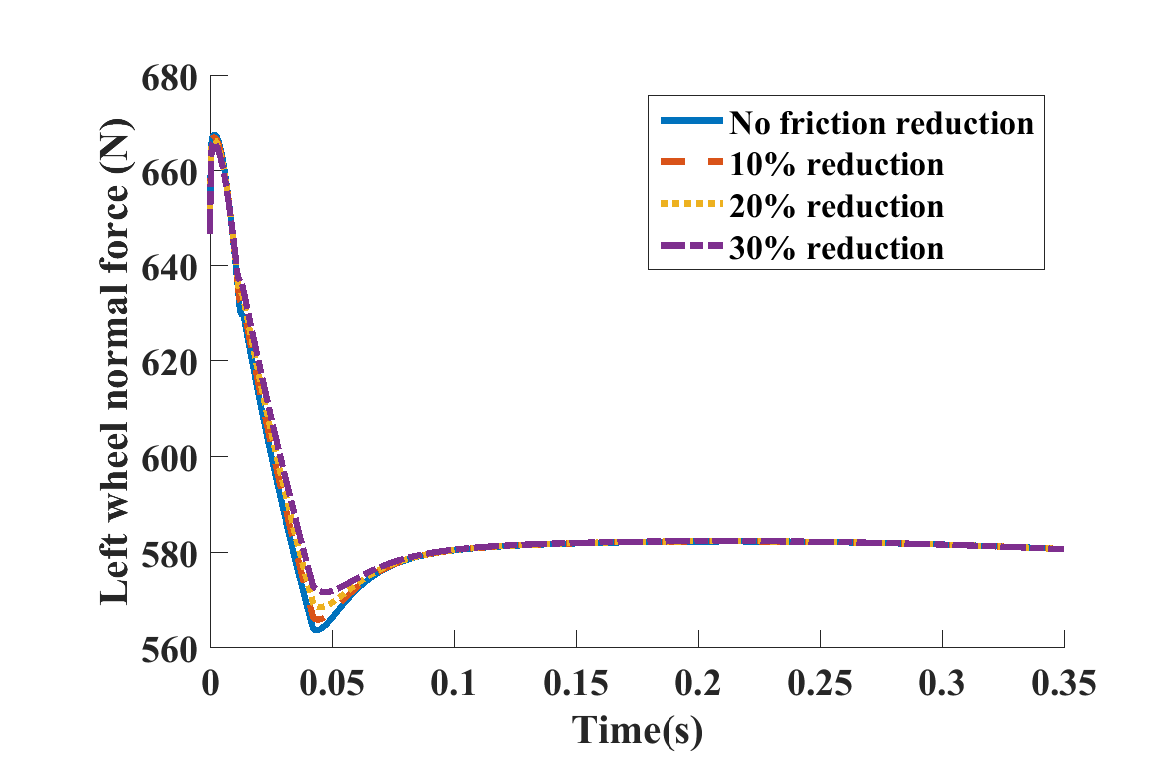 680
660
640
620
600
580
560
Left wheel normal force (N)
No friction reduction
10% reduction
20% reduction
30% reduction
0 0.05 0.1 0.15 0.2 0.25 0.3 0.35
Time(s)